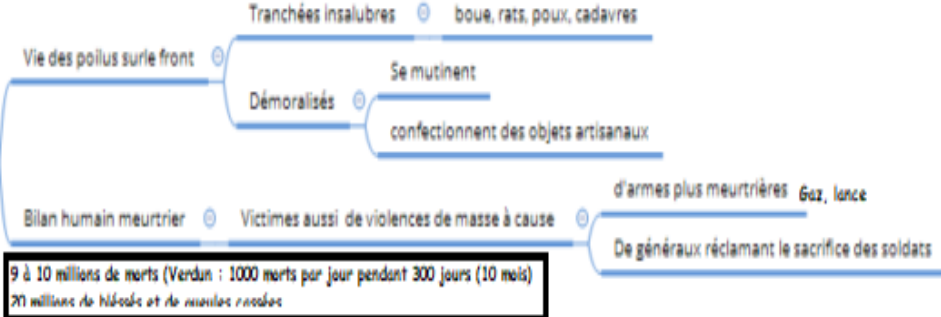 Tranchées insalubres
boue, rats, poux, cadavres
Vie des poilus surle front
Se mutinent
Démoralisés
confectionnent des objets artisanaux
d'armes plus meurtrières Gaz, lance
Bilan humain meurtrier
Victimes aussi de violences de masse à cause
De généraux réclamant le sacrifice des soldats
9 à 10 millions de morts (Verdun : 1000 morts par jour pendant 300 jours (10 mois)
20 millions de bléssés et de gueules cassées